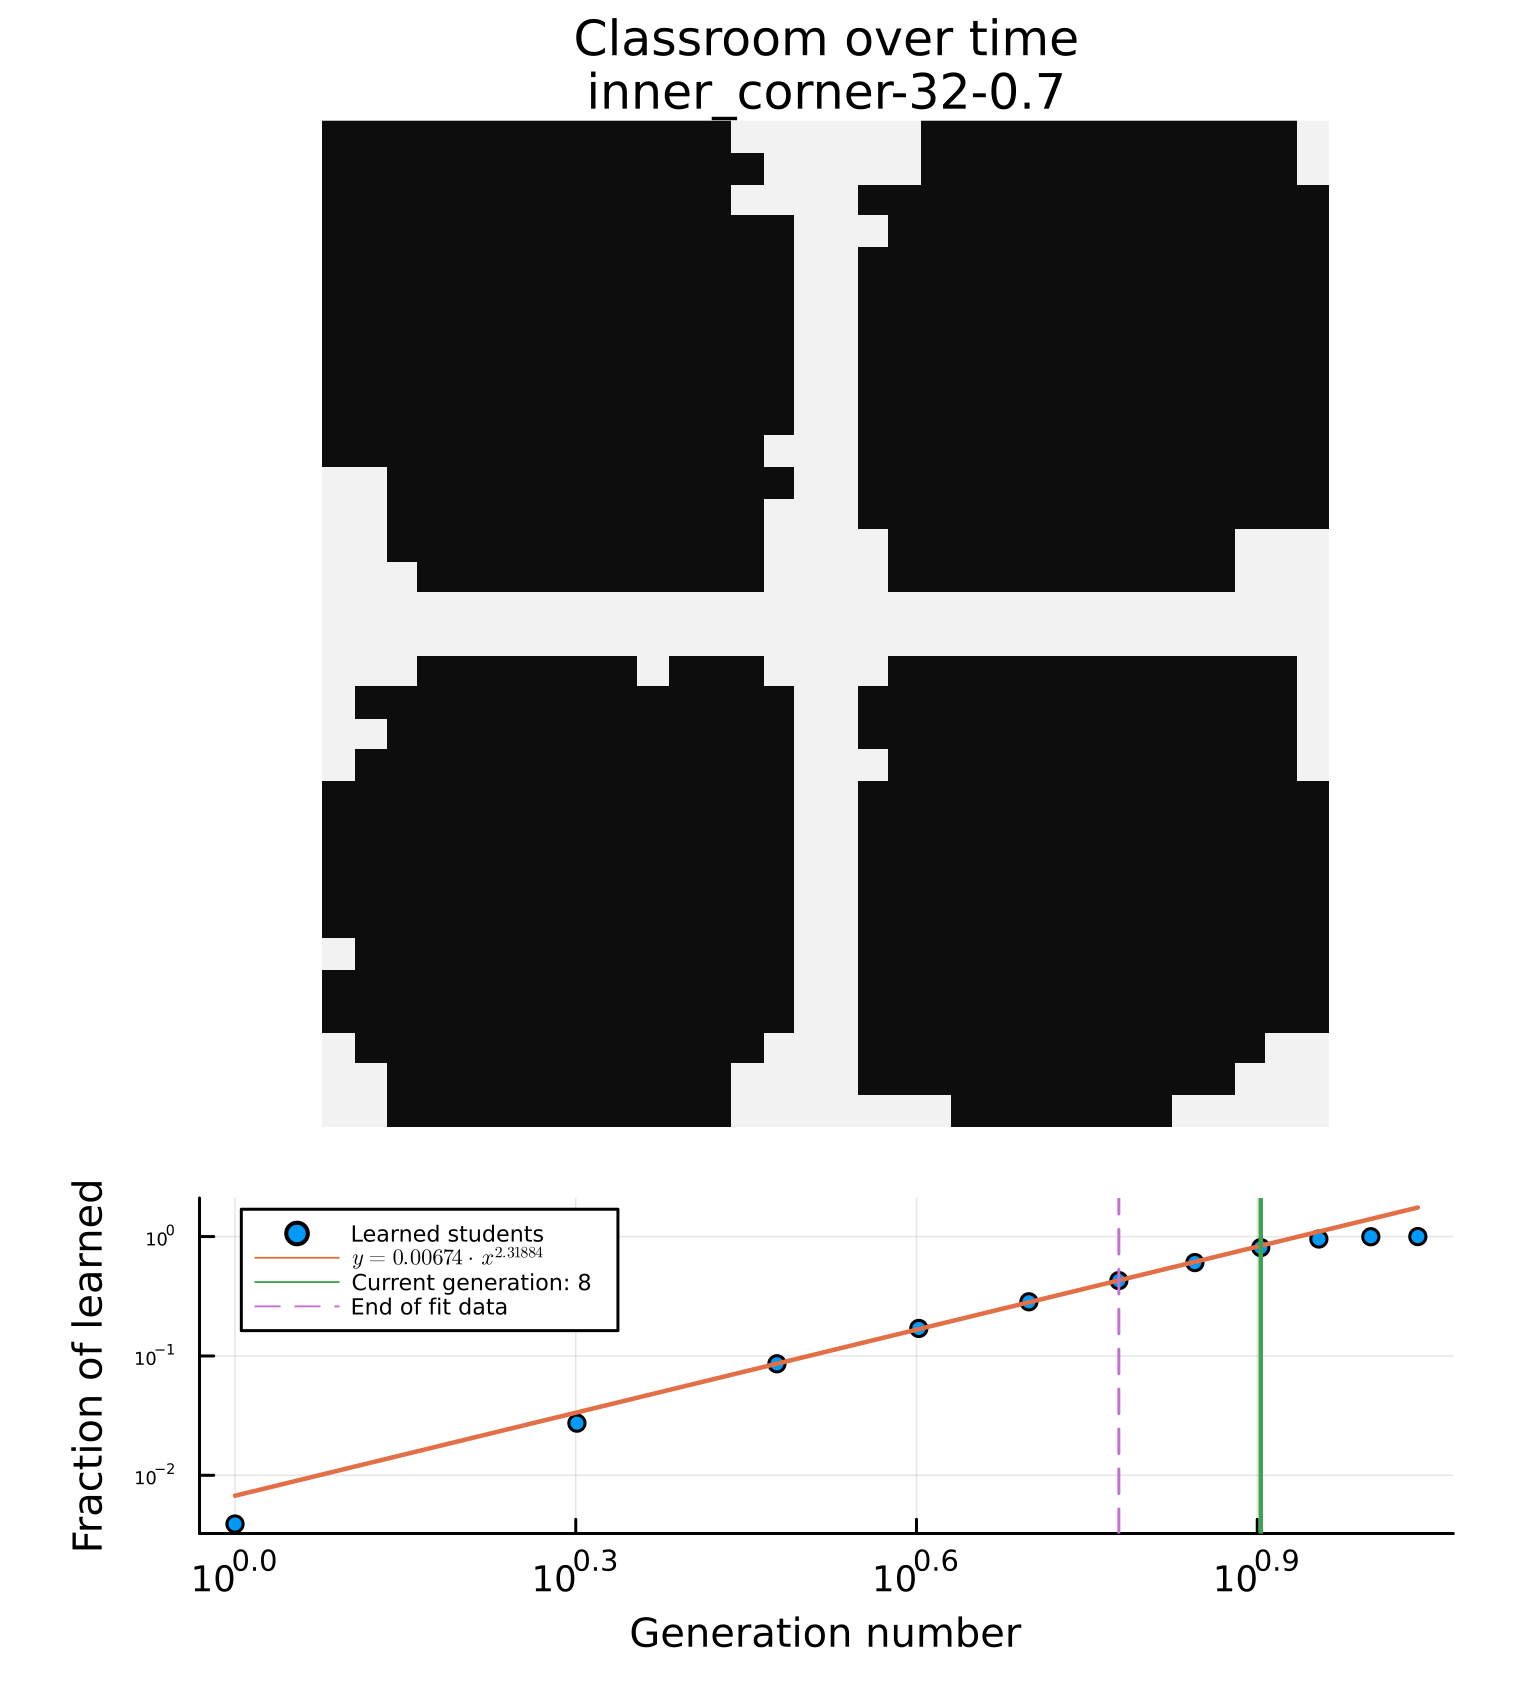 Classroom over time
inner_corner-32-0.7
Fraction of learned
10^0
10^−1
10^−2
Learned students
y = 0.00674 · x^2.31884
Current generation: 8
End of fit data
10^0.0 10^0.3 10^0.6 10^0.9
Generation number